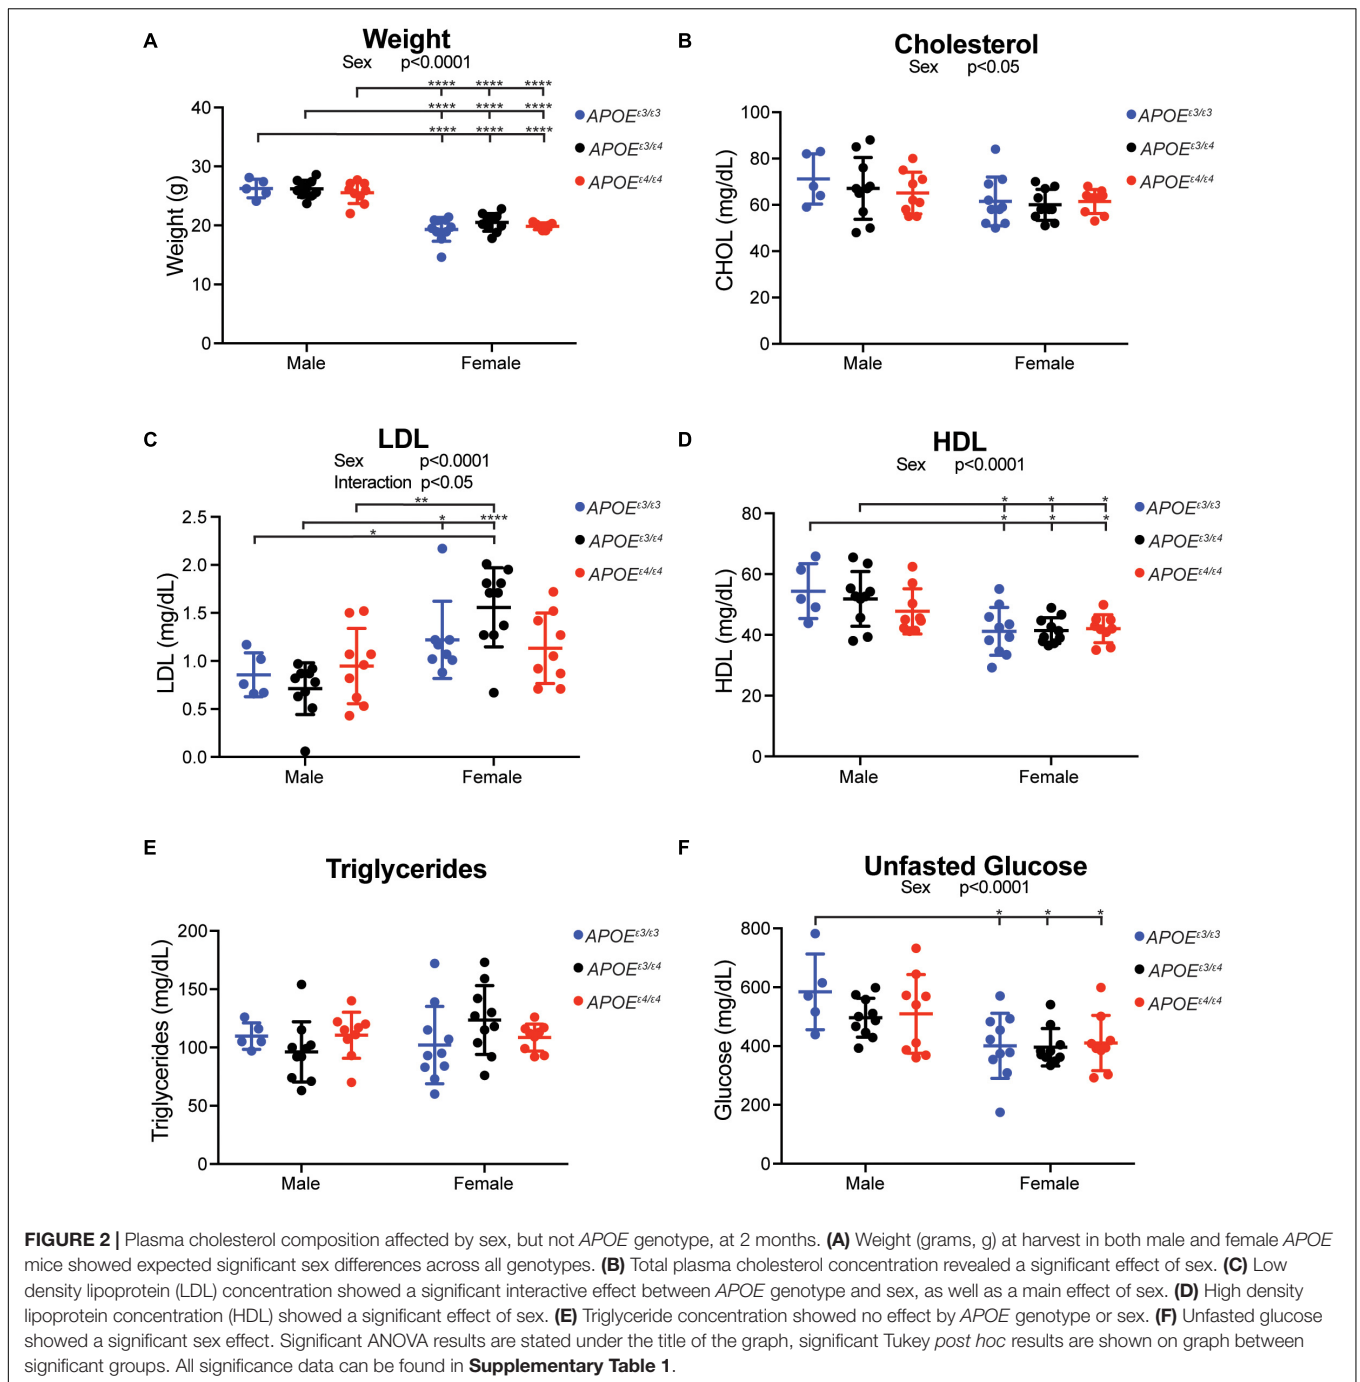 A
Weight
Sex p<0.0001
**** **** ****
**** **** ****
**** **** ****
40
30
20
10
0
Weight (g)
Male
Female
APOEε3/ε3
APOEε3/ε4
APOEε4/ε4
B
Cholesterol
Sex p<0.05
100
80
60
40
20
0
CHOL (mg/dL)
Male
Female
APOEε3/ε3
APOEε3/ε4
APOEε4/ε4
C
LDL
Sex p<0.0001
Interaction p<0.05
**
* ****
*
2.5
2.0
1.5
1.0
0.5
0.0
LDL (mg/dL)
Male
Female
APOEε3/ε3
APOEε3/ε4
APOEε4/ε4
D
HDL
Sex p<0.0001
* * *
* * *
80
60
40
20
0
HDL (mg/dL)
Male
Female
APOEε3/ε3
APOEε3/ε4
APOEε4/ε4
E
Triglycerides
200
150
100
50
0
Triglycerides (mg/dL)
Male
Female
APOEε3/ε3
APOEε3/ε4
APOEε4/ε4
F
Unfasted Glucose
Sex p<0.0001
* * *
800
600
400
200
0
Glucose (mg/dL)
Male
Female
APOEε3/ε3
APOEε3/ε4
APOEε4/ε4
FIGURE 2 | Plasma cholesterol composition affected by sex, but not APOE genotype, at 2 months. (A) Weight (grams, g) at harvest in both male and female APOE
mice showed expected significant sex differences across all genotypes. (B) Total plasma cholesterol concentration revealed a significant effect of sex. (C) Low
density lipoprotein (LDL) concentration showed a significant interactive effect between APOE genotype and sex, as well as a main effect of sex. (D) High density
lipoprotein concentration (HDL) showed a significant effect of sex. (E) Triglyceride concentration showed no effect by APOE genotype or sex. (F) Unfasted glucose
showed a significant sex effect. Significant ANOVA results are stated under the title of the graph, significant Tukey post hoc results are shown on graph between
significant groups. All significance data can be found in Supplementary Table 1.